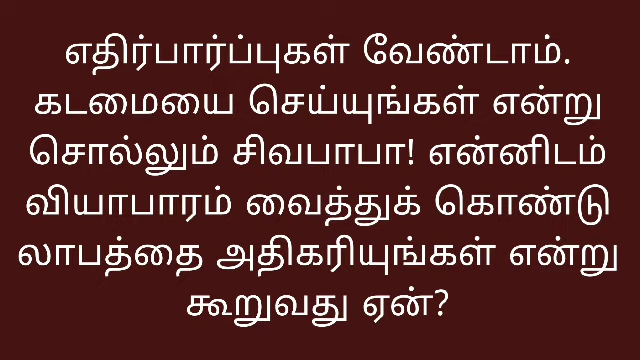 எதிர்பார்ப்புகள் வேண்டாம்.
கடமையை செய்யுங்கள் என்று
சொல்லும் சிவபாபா! என்னிடம்
வியாபாரம் வைத்துக் கொண்டு
லாபத்தை அதிகரியுங்கள் என்று
கூறுவது ஏன்?